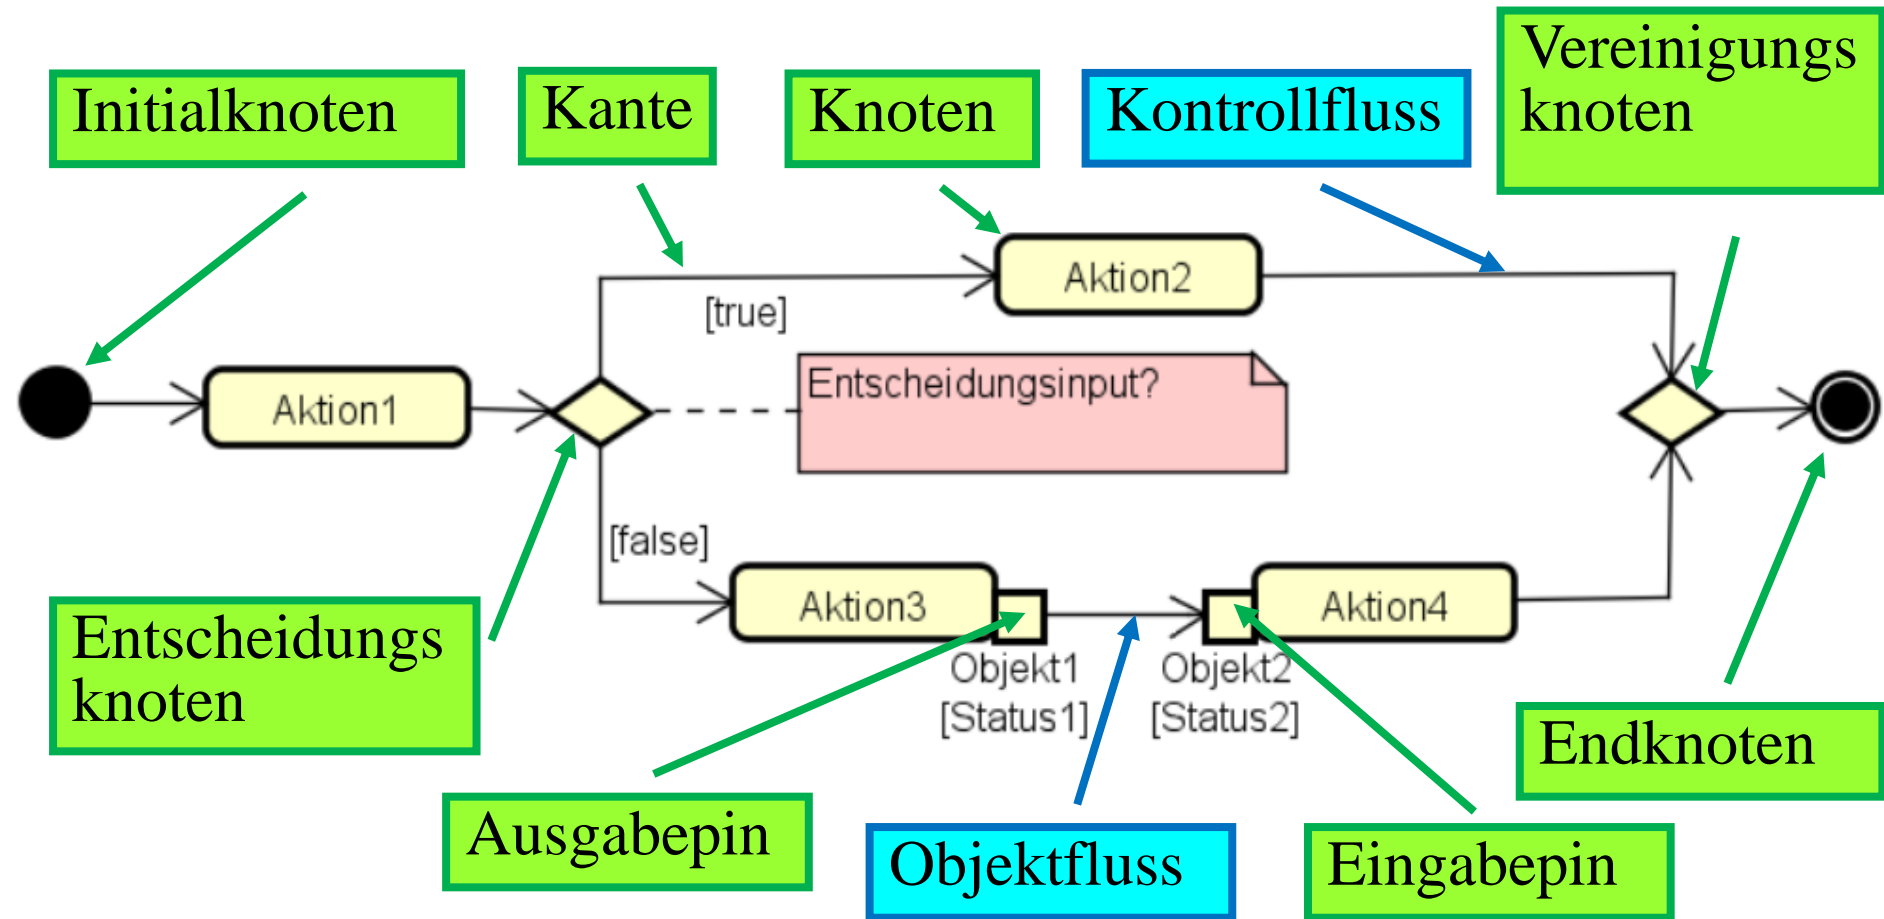 Initialknoten
Kante
Knoten
Kontrollfluss
Vereinigungs
knoten
Aktion2
[true]
Entscheidungsinput?
Aktion1
[false]
Aktion3
Aktion4
Entscheidungs
knoten
Objekt1
[Status1]
Objekt2
[Status2]
Endknoten
Ausgabepin
Objektfluss
Eingabepin